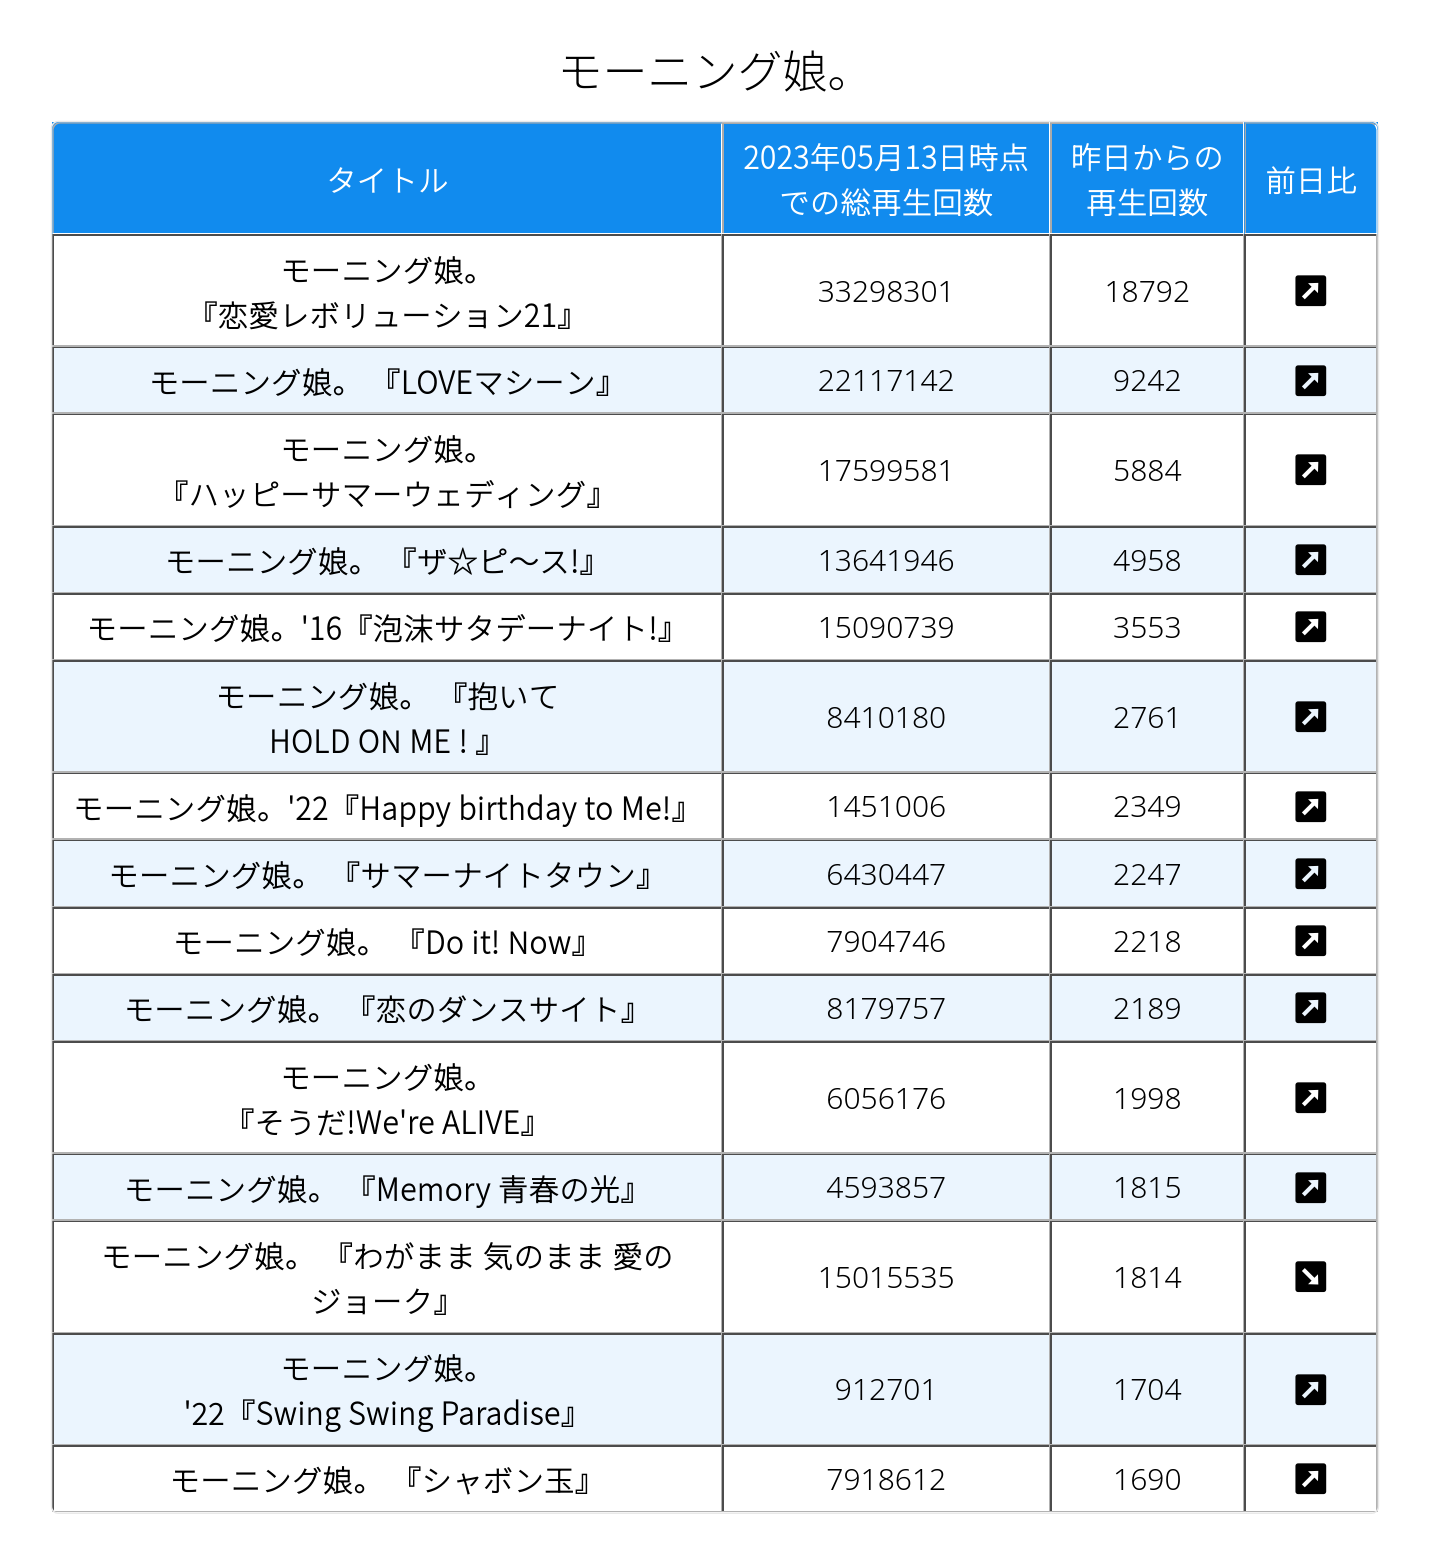 モーニング娘。
タイトル
2023年05月13日時点
での総再生回数
昨日からの
再生回数
前日比
モーニング娘。
『恋愛レボリューション21』
33298301
18792
↗
モーニング娘。 『LOVEマシーン』
22117142
9242
↗
モーニング娘。
『ハッピーサマーウェディング』
17599581
5884
↗
モーニング娘。 『ザ☆ピ〜ス!』
13641946
4958
↗
モーニング娘。'16『泡沫サタデーナイト!』
15090739
3553
↗
モーニング娘。 『抱いて
HOLD ON ME ! 』
8410180
2761
↗
モーニング娘。'22『Happy birthday to Me!』
1451006
2349
↗
モーニング娘。 『サマーナイトタウン』
6430447
2247
↗
モーニング娘。 『Do it! Now』
7904746
2218
↗
モーニング娘。 『恋のダンスサイト』
8179757
2189
↗
モーニング娘。
『そうだ!We're ALIVE』
6056176
1998
↗
モーニング娘。 『Memory 青春の光』
4593857
1815
↗
モーニング娘。 『わがまま 気のまま 愛の
ジョーク』
15015535
1814
↘
モーニング娘。
'22『Swing Swing Paradise』
912701
1704
↗
モーニング娘。 『シャボン玉』
7918612
1690
↗